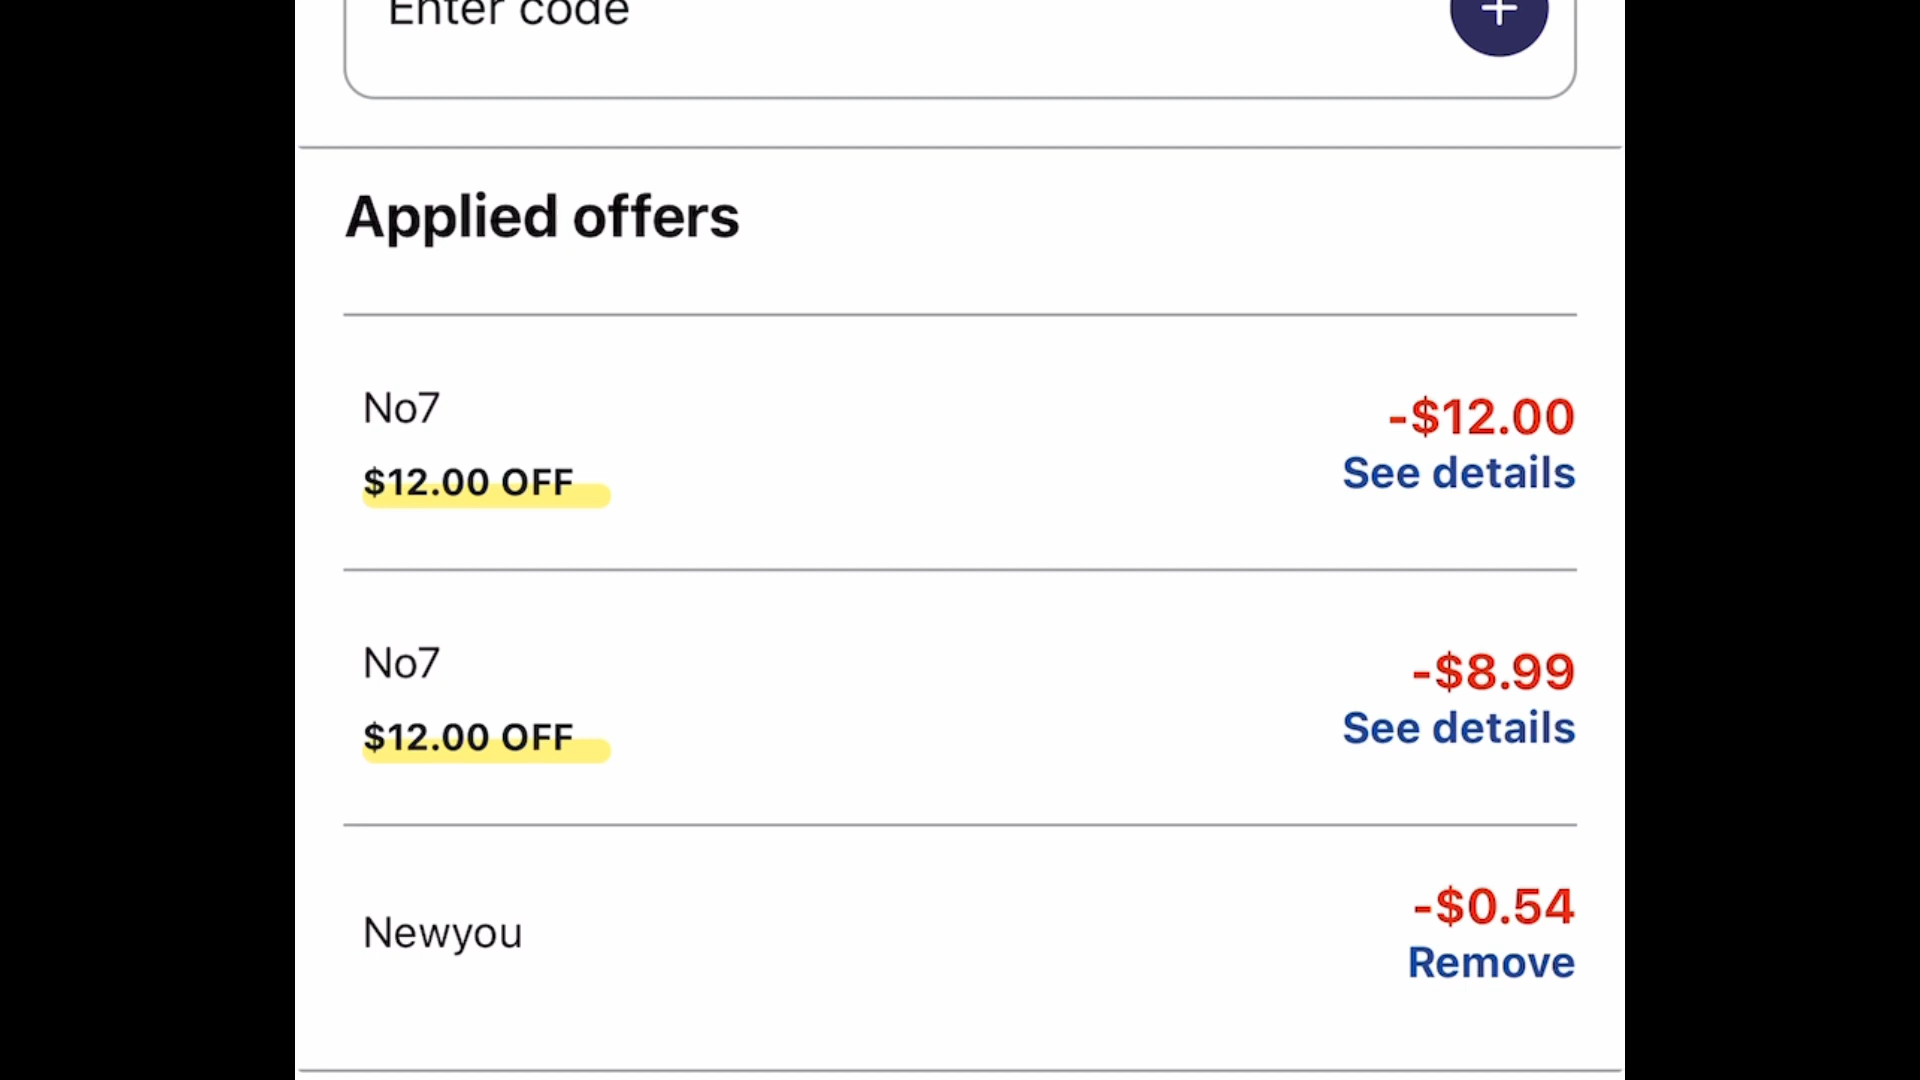 Enter code
Applied offers
No7
-$12.00
$12.00 OFF
See details
No7
-$8.99
$12.00 OFF
See details
Newyou
-$0.54
Remove